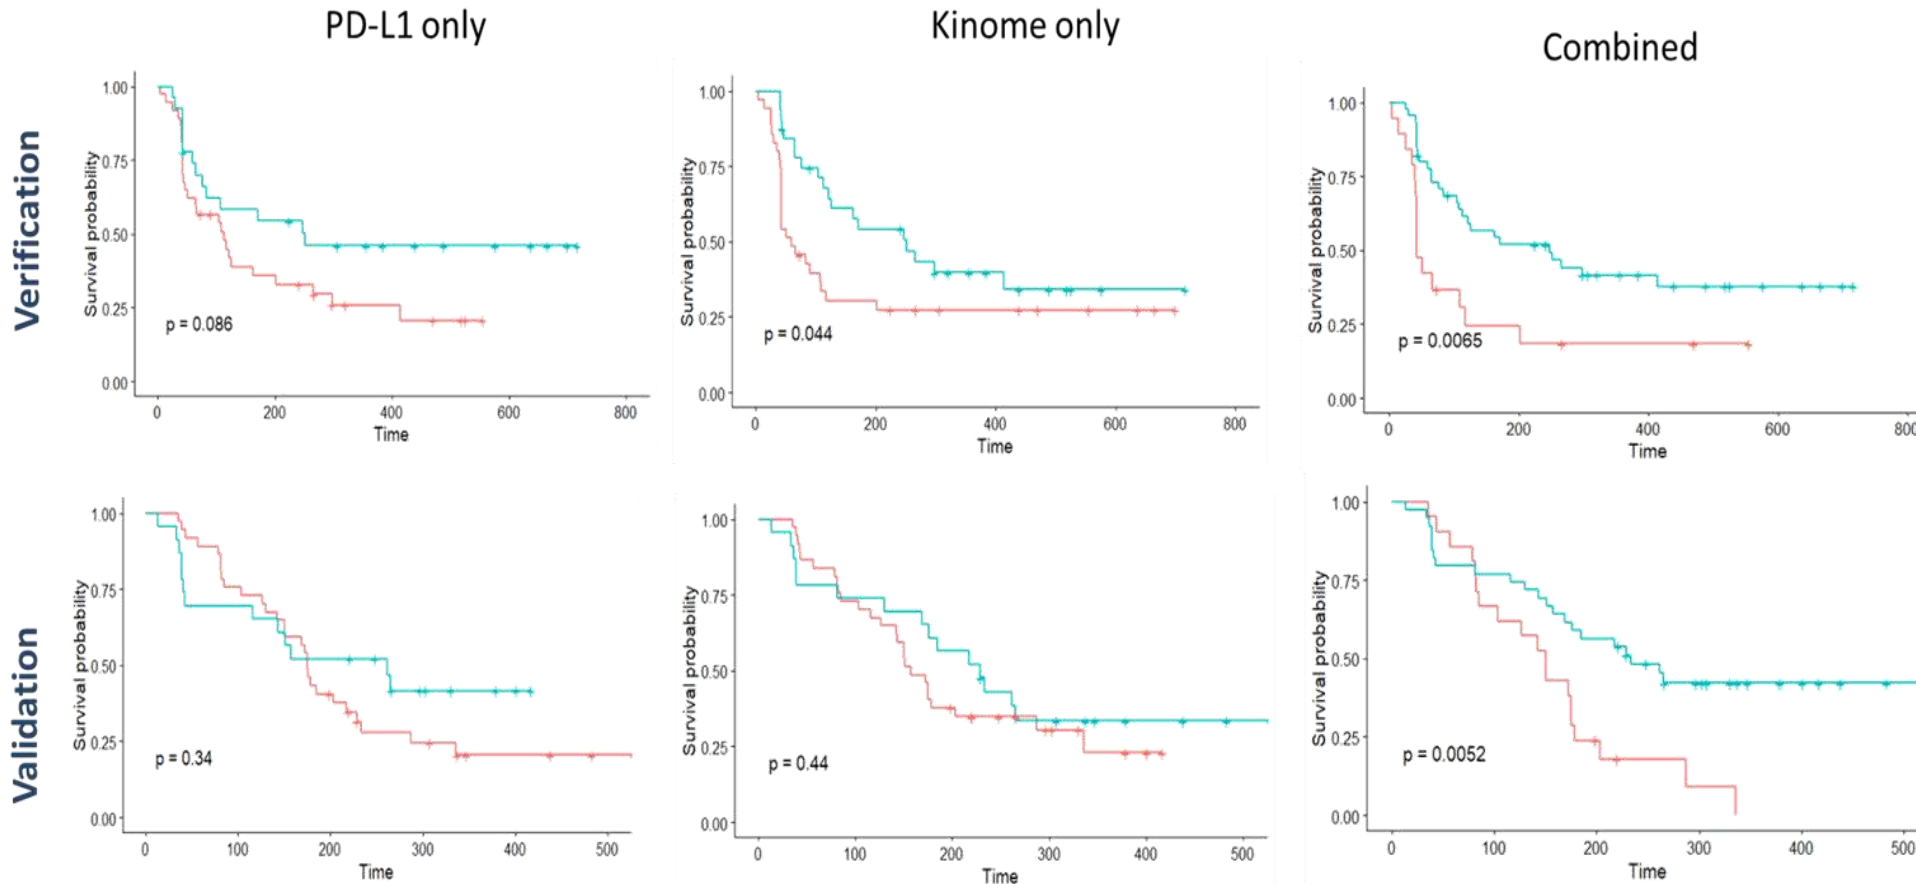 PD-L1 only
Kinome only
Combined
Verification
Survival probability
1.00
0.75
0.50
0.25
0.00
p = 0.086
0 200 400 600 800
Time
Survival probability
1.00
0.75
0.50
0.25
0.00
p = 0.044
0 200 400 600 800
Time
Survival probability
1.00
0.75
0.50
0.25
0.00
p = 0.0065
0 200 400 600 800
Time
Validation
Survival probability
1.00
0.75
0.50
0.25
0.00
p = 0.34
0 100 200 300 400 500
Time
Survival probability
1.00
0.75
0.50
0.25
0.00
p = 0.44
0 100 200 300 400 500
Time
Survival probability
1.00
0.75
0.50
0.25
0.00
p = 0.0052
0 100 200 300 400 500
Time